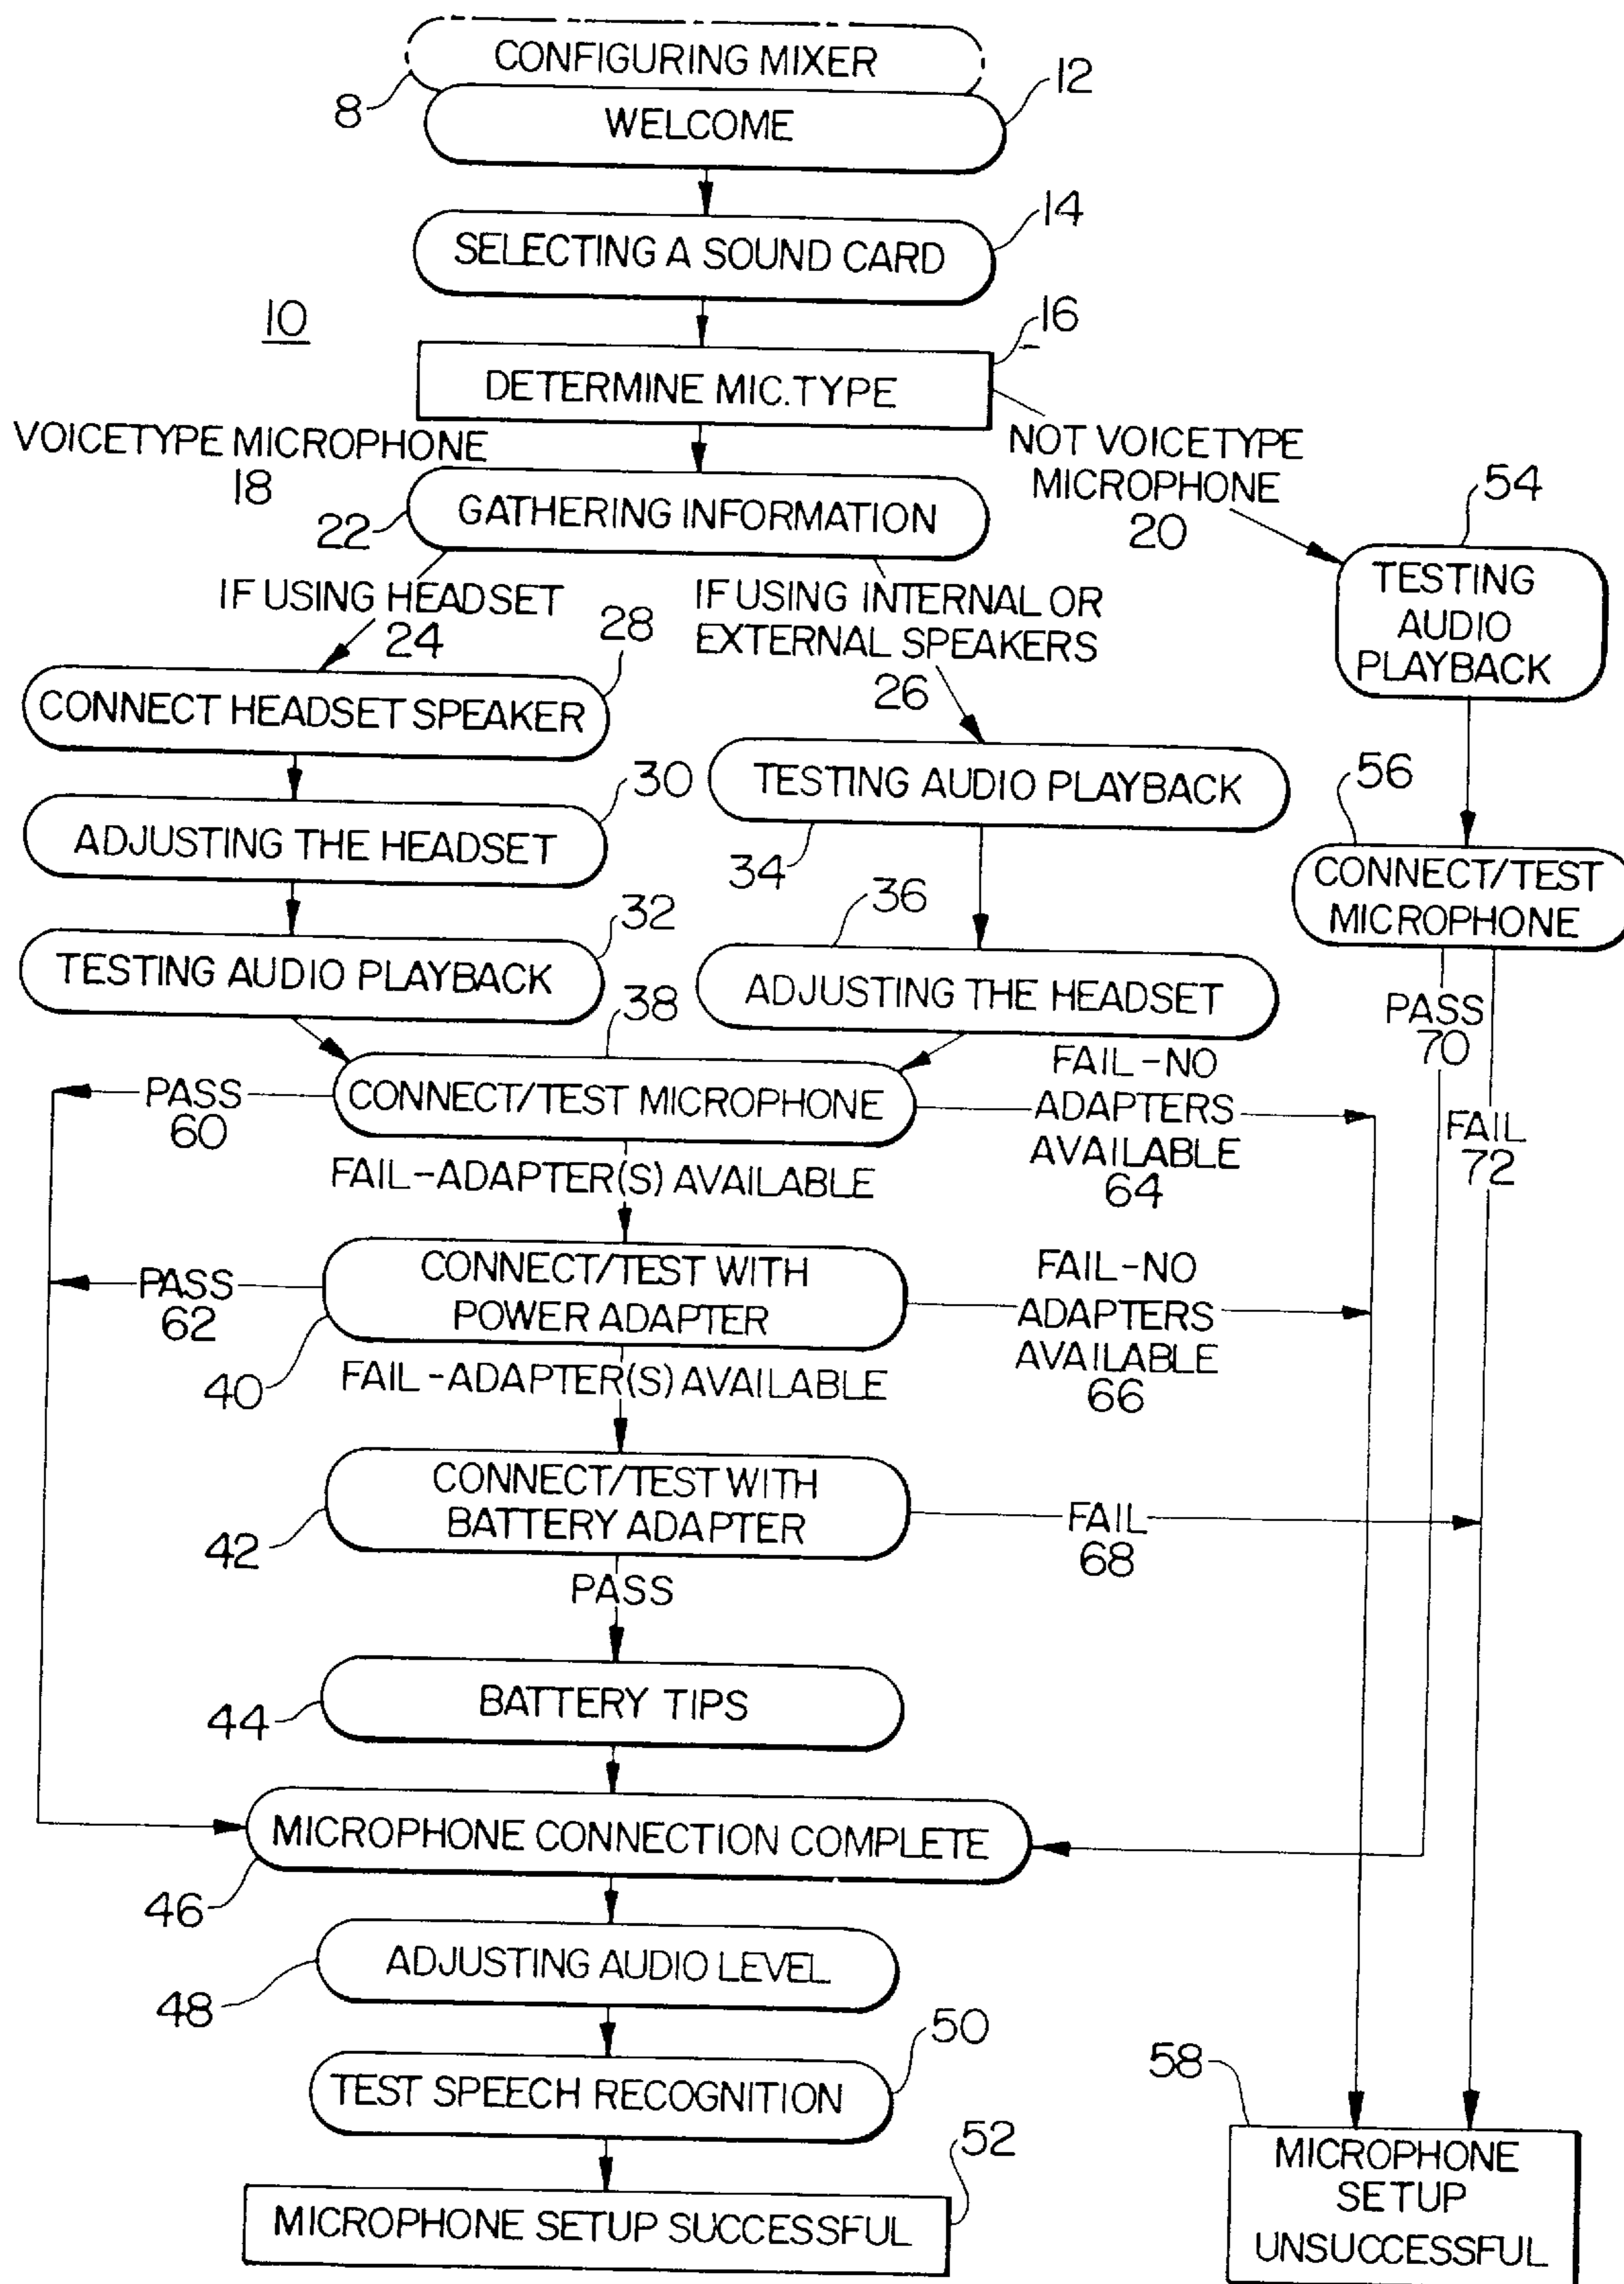 CONFIGURING MIXER
8
WELCOME
12
SELECTING A SOUND CARD
14
10
DETERMINE MIC. TYPE
16
VOICETYPE MICROPHONE
18
NOT VOICETYPE
MICROPHONE
20
GATHERING INFORMATION
22
IF USING HEADSET
24
IF USING INTERNAL OR
EXTERNAL SPEAKERS
26
54
TESTING
AUDIO
PLAYBACK
28
CONNECT HEADSET SPEAKER
30
ADJUSTING THE HEADSET
TESTING AUDIO PLAYBACK
34
56
CONNECT/TEST
MICROPHONE
32
TESTING AUDIO PLAYBACK
36
ADJUSTING THE HEADSET
38
CONNECT/TEST MICROPHONE
PASS
60
FAIL-NO
ADAPTERS
AVAILABLE
64
PASS
70
FAIL
72
FAIL-ADAPTER(S) AVAILABLE
CONNECT/TEST WITH
POWER ADAPTER
40
PASS
62
FAIL-NO
ADAPTERS
AVAILABLE
66
FAIL-ADAPTER(S) AVAILABLE
CONNECT/TEST WITH
BATTERY ADAPTER
42
FAIL
68
PASS
BATTERY TIPS
44
MICROPHONE CONNECTION COMPLETE
46
ADJUSTING AUDIO LEVEL
48
50
TEST SPEECH RECOGNITION
52
MICROPHONE SETUP SUCCESSFUL
58
MICROPHONE
SETUP
UNSUCCESSFUL